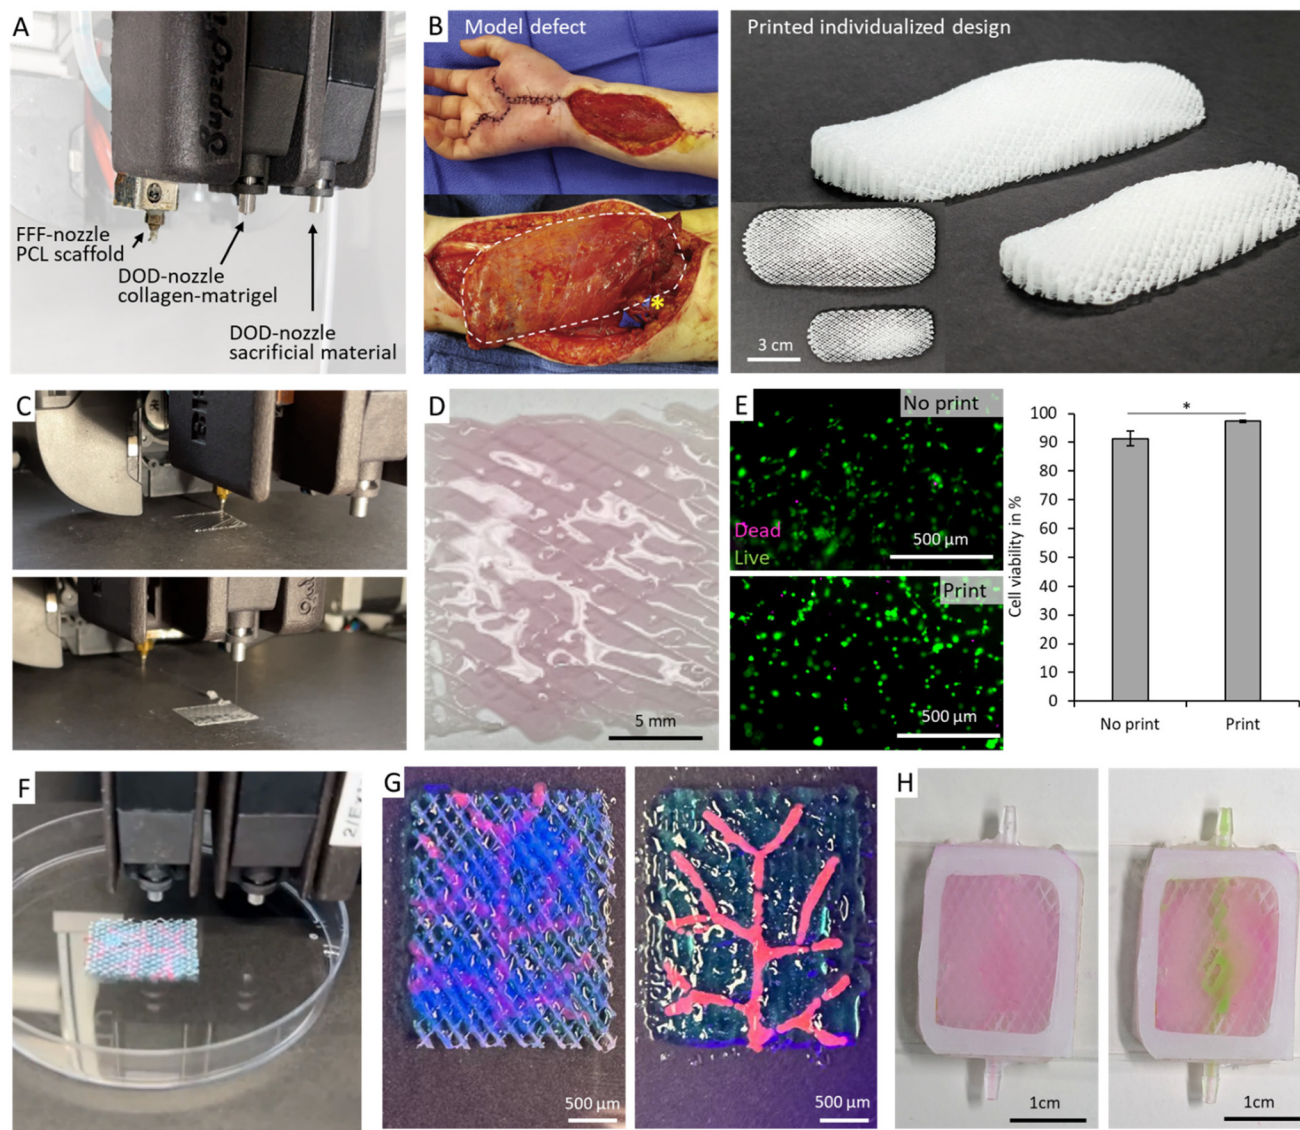 A
SuperFi
FFF-nozzle
PCL scaffold
DOD-nozzle
collagen-matrigel
DOD-nozzle
sacrificial material
B
Model defect
*
Printed individualized design
3 cm
C
D
5 mm
E
No print
Dead
Live
500 µm
Print
500 µm
Cell viability in %
100
90
80
70
60
50
40
30
20
10
0
*
No print
Print
F
G
500 µm
500 µm
H
1cm
1cm